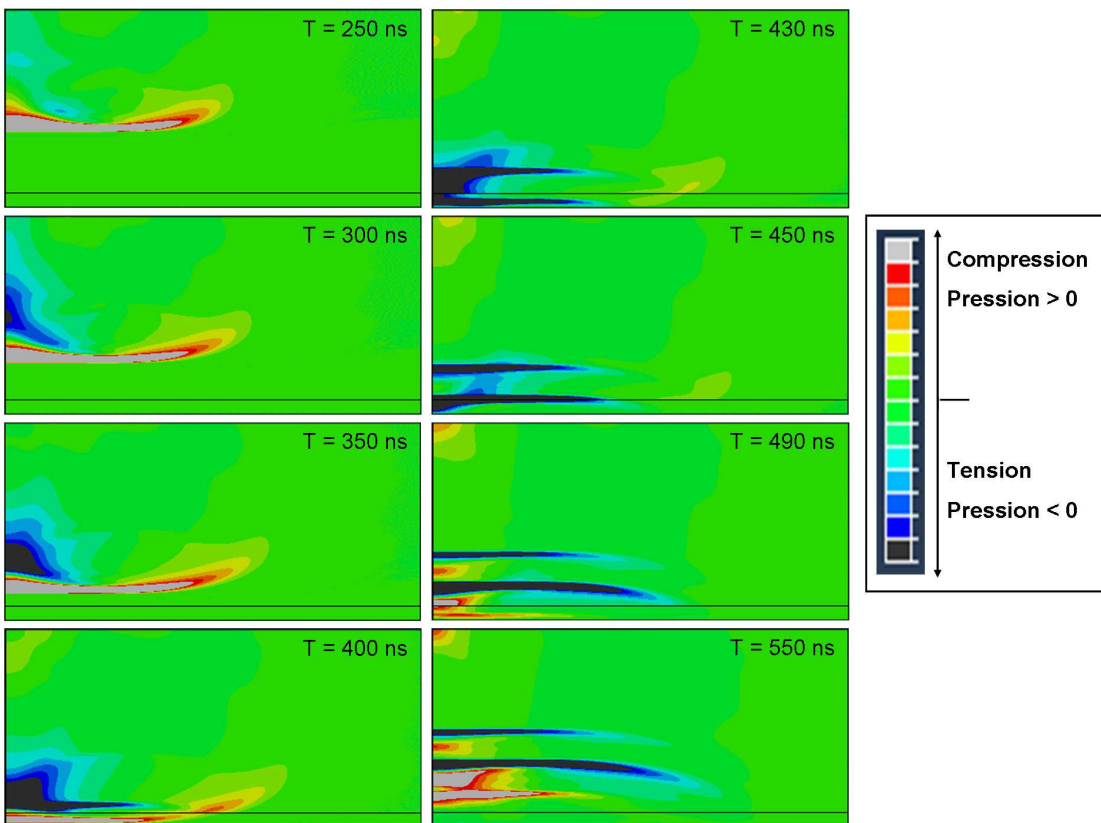 T = 250 ns
T = 300 ns
T = 350 ns
T = 400 ns
T = 430 ns
T = 450 ns
T = 490 ns
T = 550 ns
Compression
Pression > 0
Tension
Pression < 0